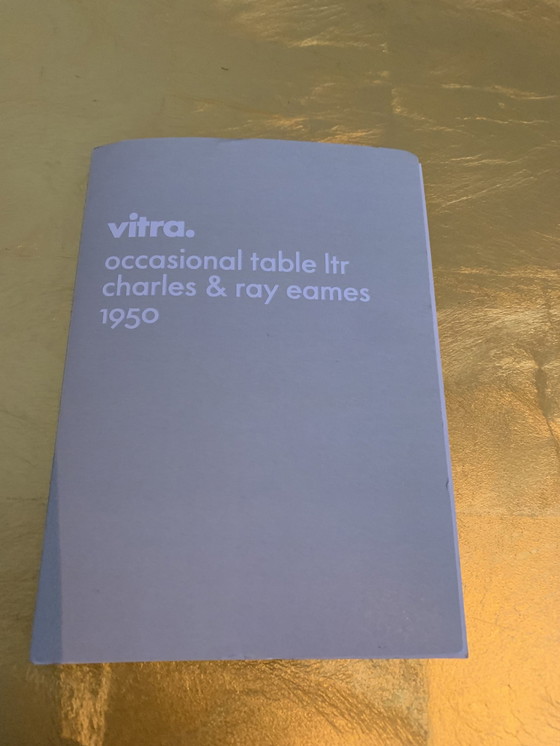 vitra.
occasional table ltr
charles & ray eames
1950